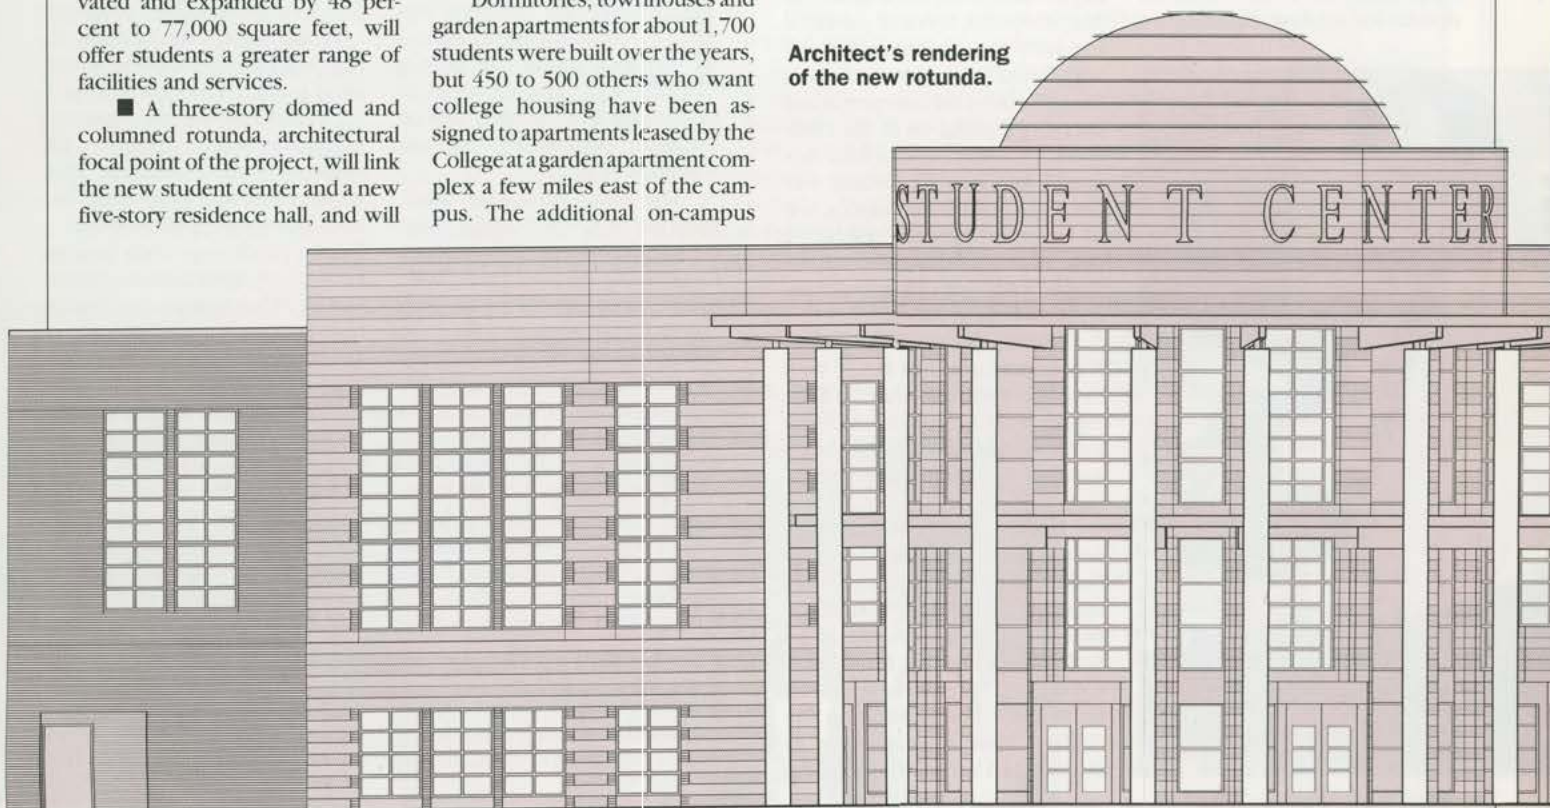 vated and expanded by 48 per-
cent to 77,000 square feet, will
offer students a greater range of
facilities and services.
■ A three-story domed and
columned rotunda, architectural
focal point of the project, will link
the new student center and a new
five-story residence hall, and will
Dormitories, townhouses and
garden apartments for about 1,700
students were built over the years,
but 450 to 500 others who want
college housing have been as-
signed to apartments leased by the
College at a garden apartment com-
plex a few miles east of the cam-
pus. The additional on-campus
Architect's rendering
of the new rotunda.
STUDENT CENTER